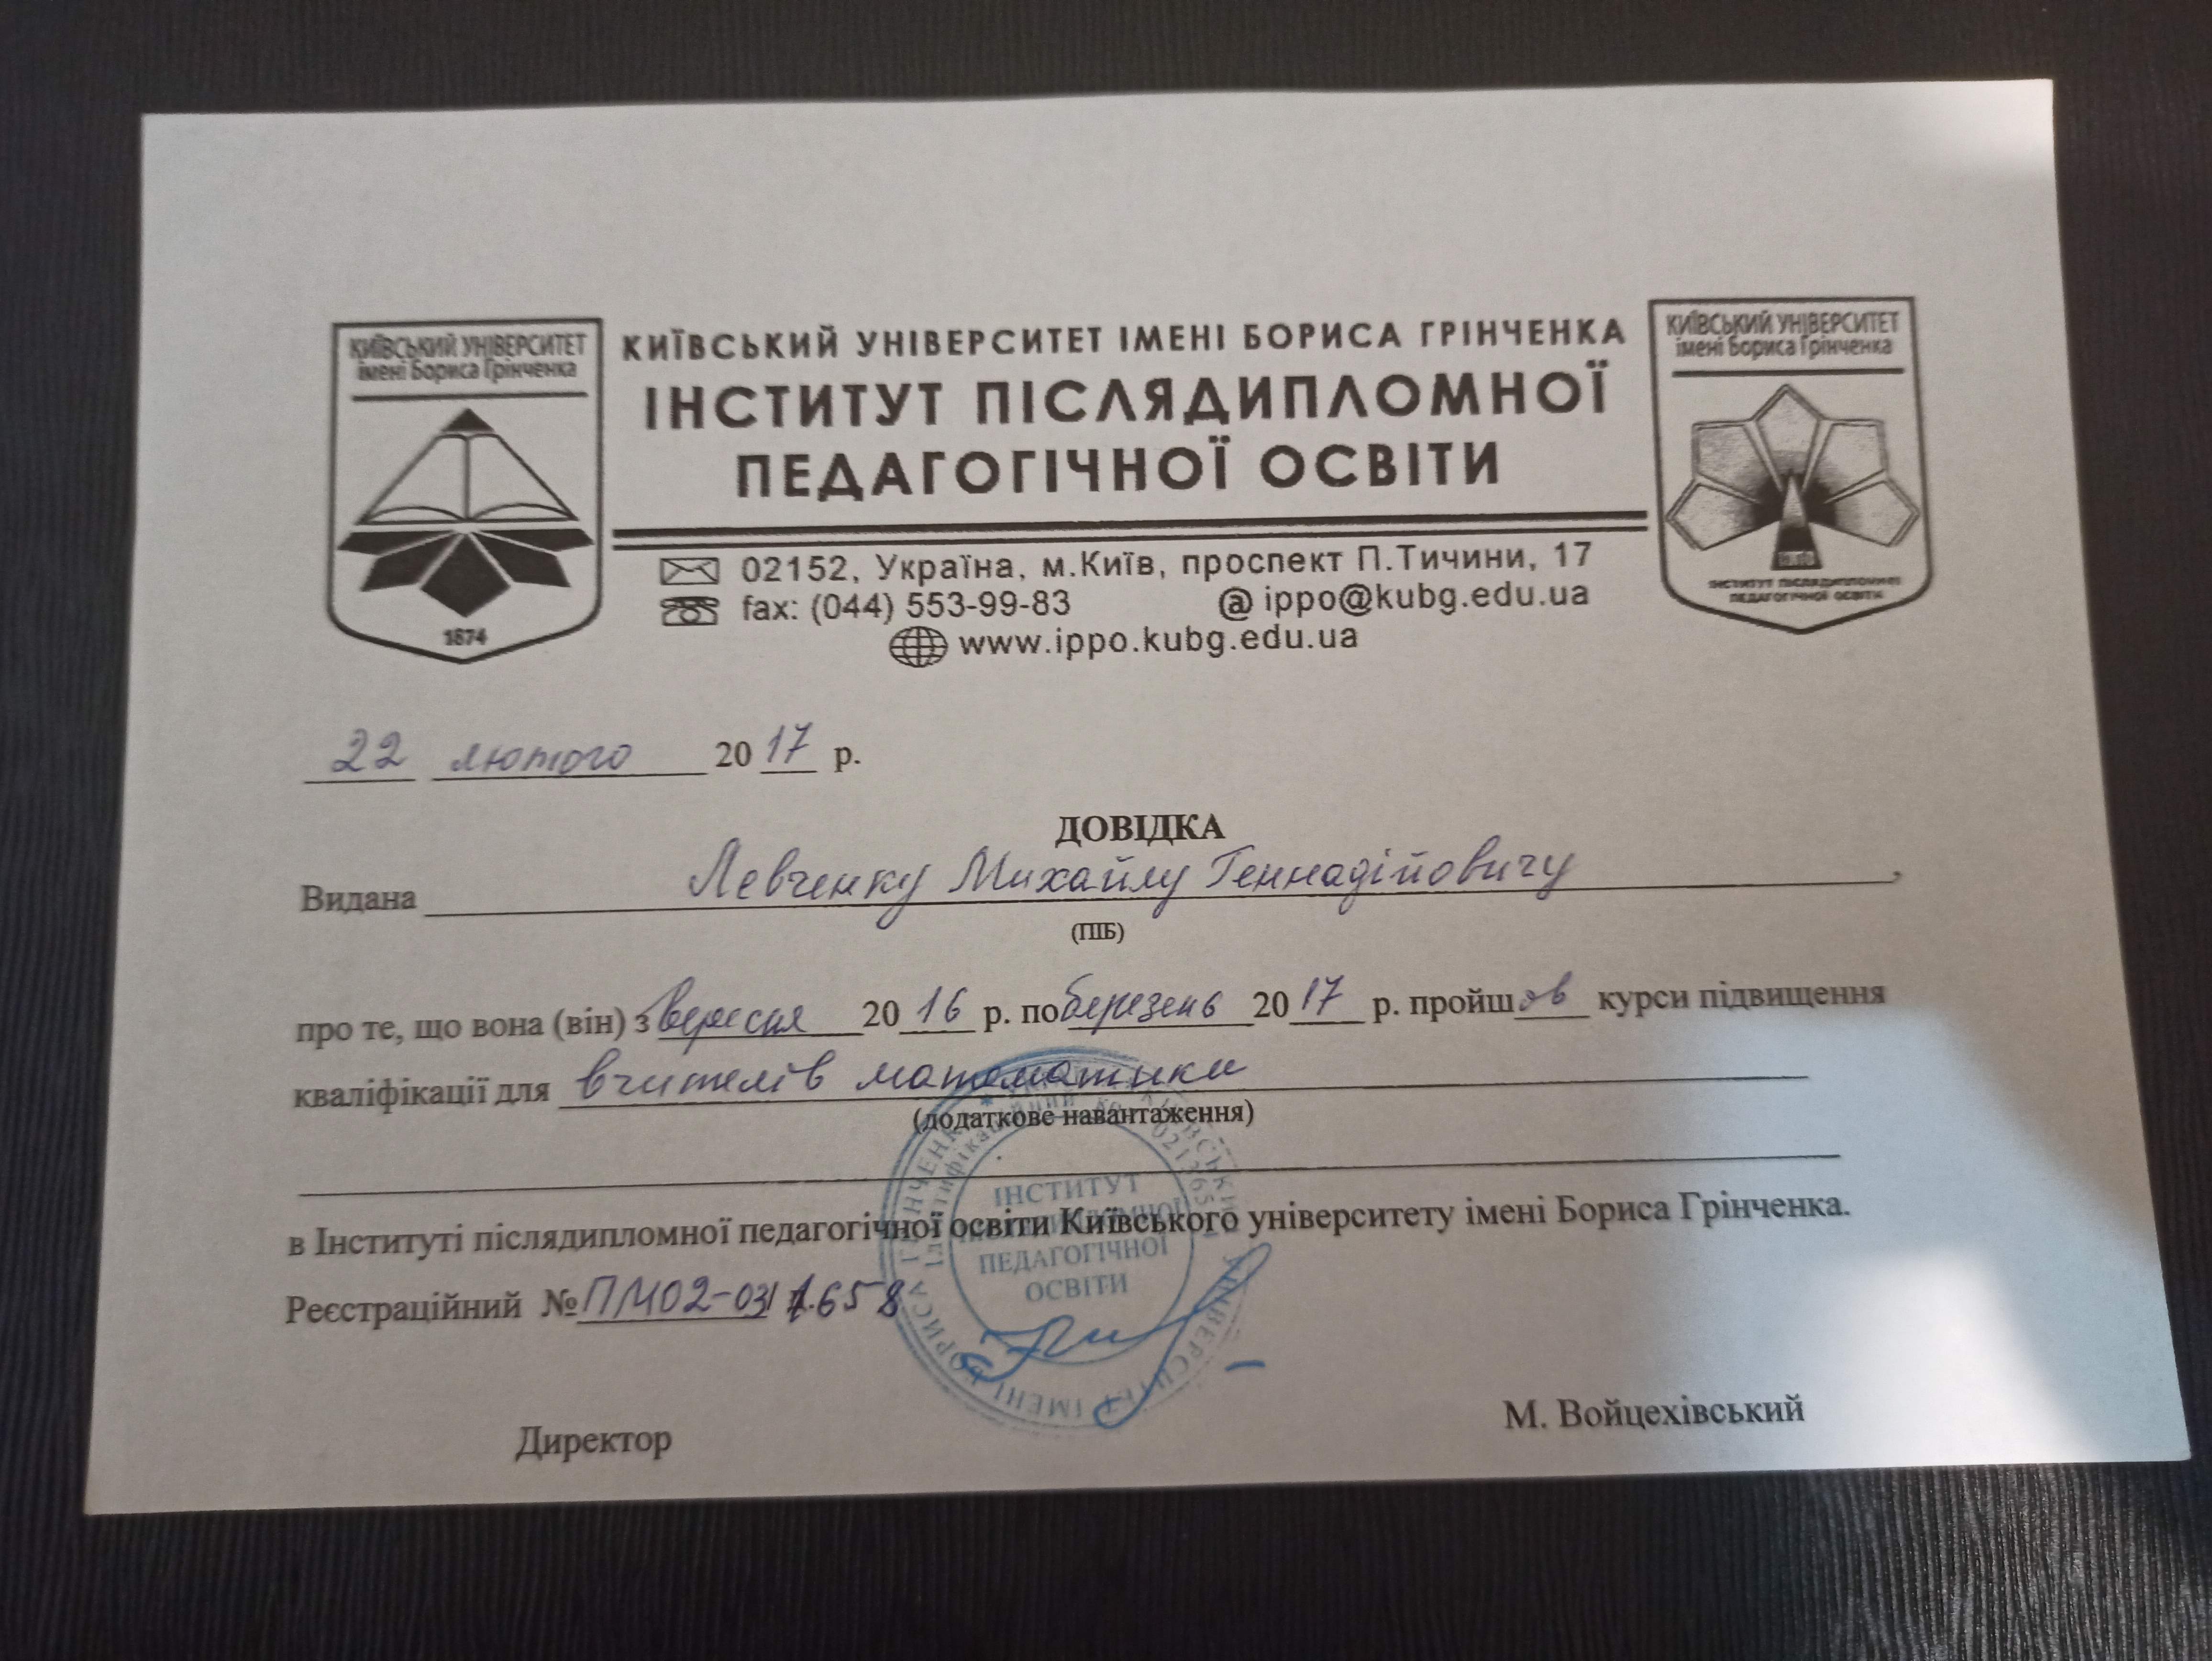 КИЇВСЬКИЙ УНІВЕРСИТЕТ
імені Бориса Грінченка
1874
КИЇВСЬКИЙ УНІВЕРСИТЕТ ІМЕНІ БОРИСА ГРІНЧЕНКА
ІНСТИТУТ ПІСЛЯДИПЛОМНОЇ
ПЕДАГОГІЧНОЇ ОСВІТИ
02152, Україна, м.Київ, проспект П.Тичини, 17
fax: (044) 553-99-83 @ ippo@kubg.edu.ua
www.ippo.kubg.edu.ua
КИЇВСЬКИЙ УНІВЕРСИТЕТ
імені Бориса Грінченка
ІНСТИТУТ ПІСЛЯДИПЛОМНОЇ
ПЕДАГОГІЧНОЇ ОСВІТИ
22 лютого 2017 р.
ДОВІДКА
Видана Левченку Михайлу Геннадійовичу,
(ПІБ)
про те, що вона (він) з вересня 2016 р. по березень 2017 р. пройшов курси підвищення
кваліфікації для вчителів математики
(додаткове навантаження)
в Інституті післядипломної педагогічної освіти Київського університету імені Бориса Грінченка.
Реєстраційний №
ІНСТИТУТ
ПЕДАГОГІЧНОЇ
ОСВІТИ
Директор М. Войцехівський